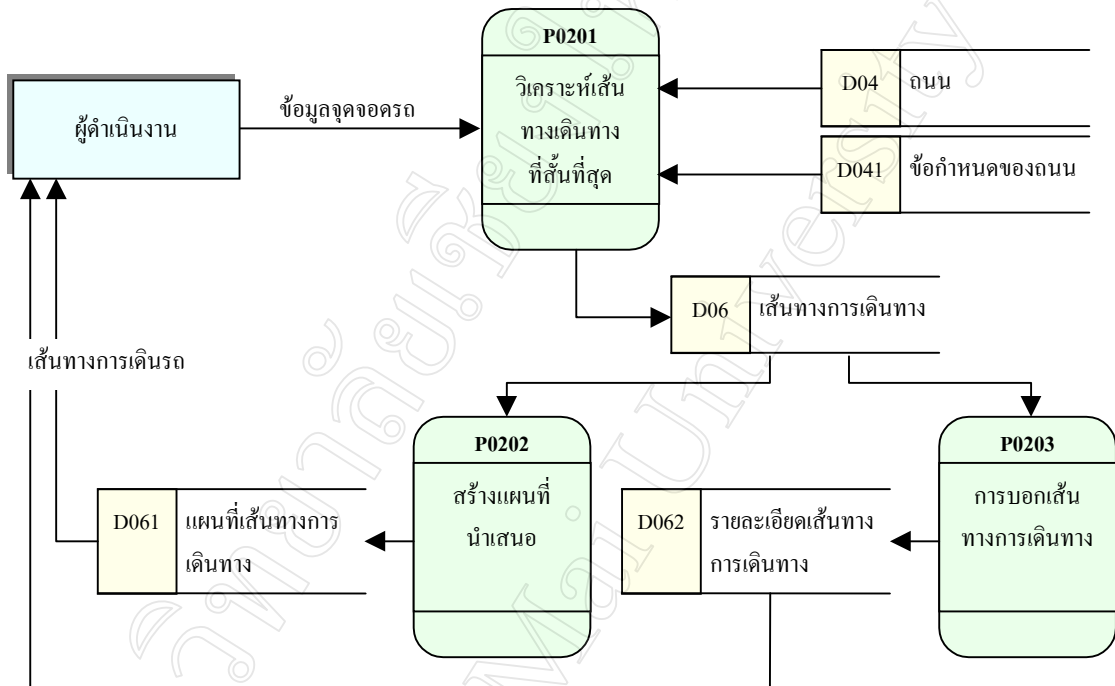 P0201
วิเคราะห์เส้น
ทางเดินทาง
ที่สั้นที่สุด
D04
ถนน
D041
ข้อกำหนดของถนน
ผู้ดำเนินงาน
ข้อมูลจุดจอดรถ
D06
เส้นทางการเดินทาง
เส้นทางการเดินรถ
P0202
สร้างแผนที่
นำเสนอ
P0203
การบอกเส้น
ทางการเดินทาง
D061
แผนที่เส้นทางการ
เดินทาง
D062
รายละเอียดเส้นทาง
การเดินทาง
Mai University